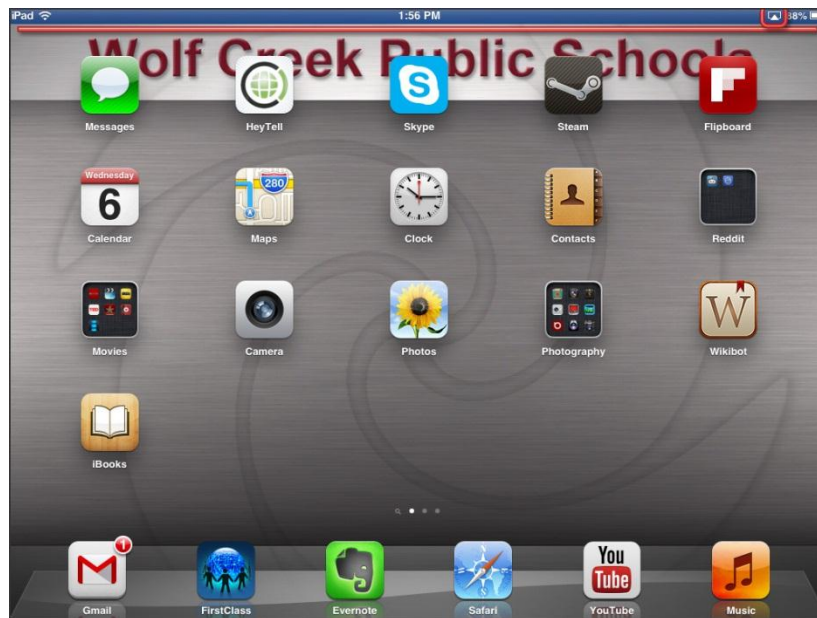 iPad 1:56 PM 38%
Wolf Creek Public Schools
Messages HeyTell Skype Steam Flipboard
Wednesday 280
6
Calendar Maps Clock Contacts Reddit
W
Movies Camera Photos Photography Wikibot
iBooks
1
You
Tube
Gmail FirstClass Evernote Safari YouTube Music